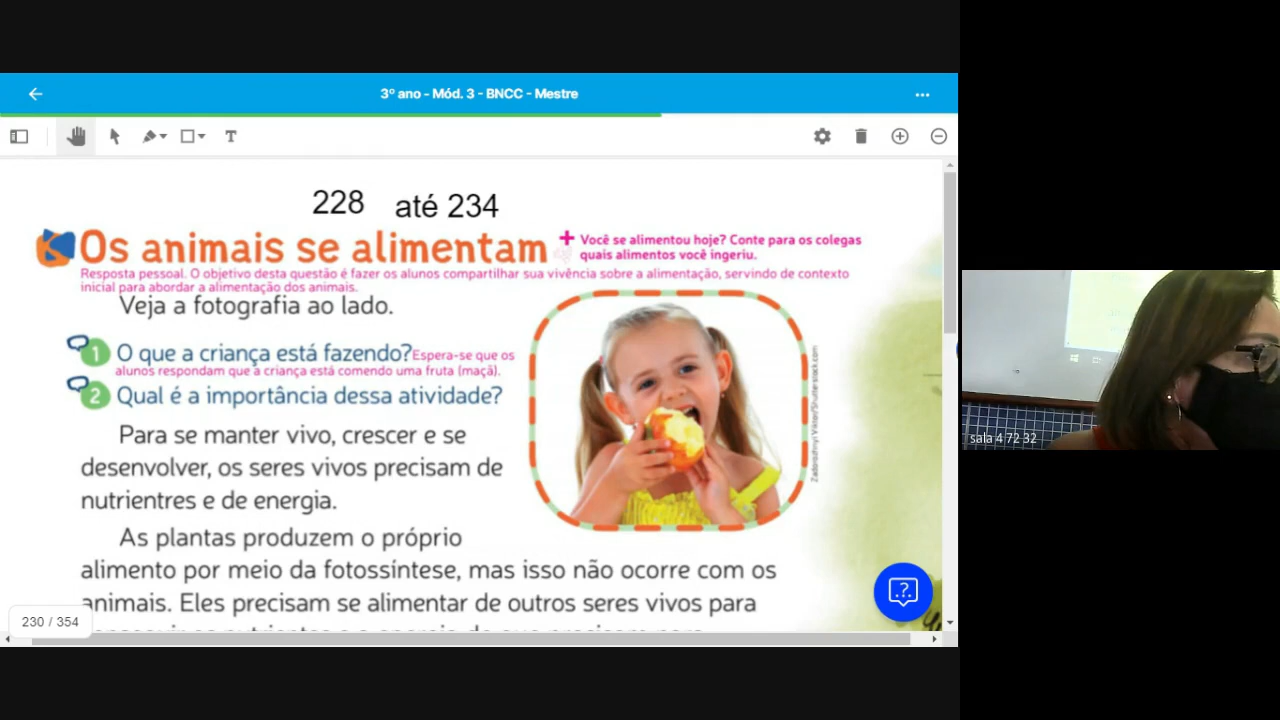 3º ano - Mód. 3 - BNCC - Mestre
T
228 até 234
Os animais se alimentam
+ Você se alimentou hoje? Conte para os colegas
quais alimentos você ingeriu.
Resposta pessoal. O objetivo desta questão é fazer os alunos compartilhar sua vivência sobre a alimentação, servindo de contexto
inicial para abordar a alimentação dos animais.
Veja a fotografia ao lado.
1 O que a criança está fazendo? Espera-se que os
alunos respondam que a criança está comendo uma fruta (maçã).
2 Qual é a importância dessa atividade?
Para se manter vivo, crescer e se
desenvolver, os seres vivos precisam de
nutrientres e de energia.
As plantas produzem o próprio
alimento por meio da fotossíntese, mas isso não ocorre com os
animais. Eles precisam se alimentar de outros seres vivos para
Zadorozhnyi Viktor/Shutterstock.com
230 / 354
sala 4 72 32